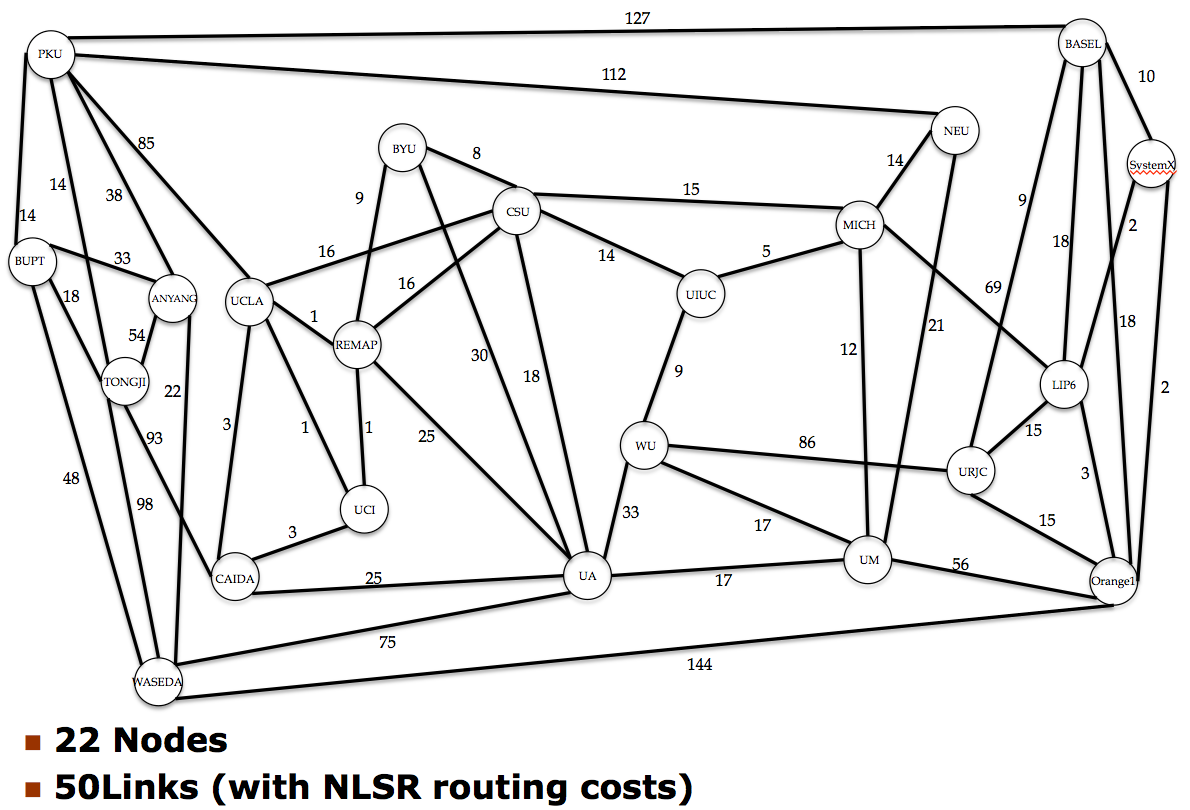 127
PKU
BASEL
112
10
NEU
85
BYU
8
14
SystemX
14
38
9
15
9
CSU
MICH
2
14
16
14
5
18
BUPT
33
16
69
UIUC
18
ANYANG
UCLA
1
REMAP
54
12
21
18
TONGJI
30
18
9
LIP6
2
22
3
1
1
25
93
WU
86
15
URJC
3
48
98
UCI
33
17
15
3
CAIDA
25
UA
17
UM
56
Orange1
75
WASEDA
144
22 Nodes
50Links (with NLSR routing costs)